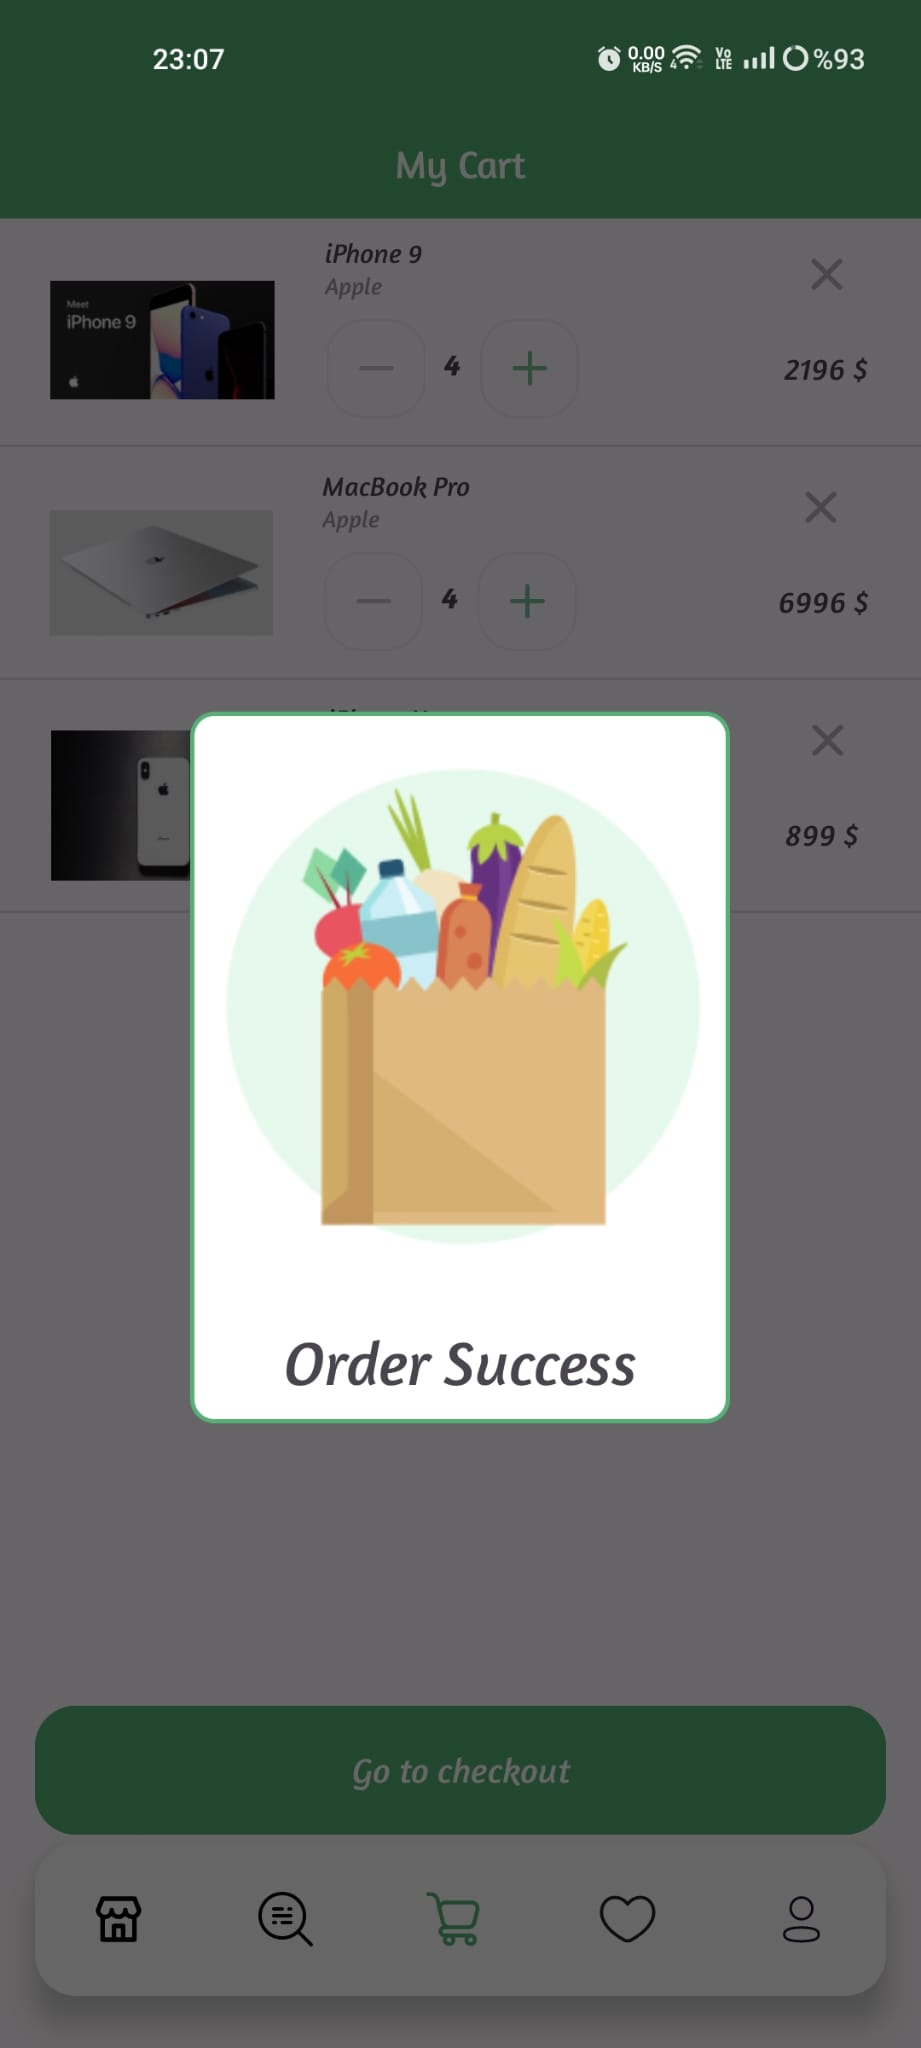 23:07
0.00
KB/S
4
Vo
LTE
%93
My Cart
iPhone 9
Apple
Meet
iPhone 9
4
2196 $
MacBook Pro
Apple
4
6996 $
899 $
Order Success
Go to checkout